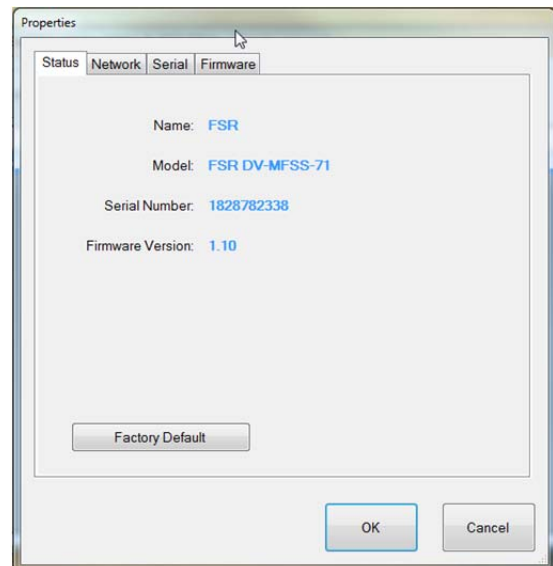 Properties
Status Network Serial Firmware
Name: FSR
Model: FSR DV-MFSS-71
Serial Number: 1828782338
Firmware Version: 1.10
Factory Default
OK Cancel